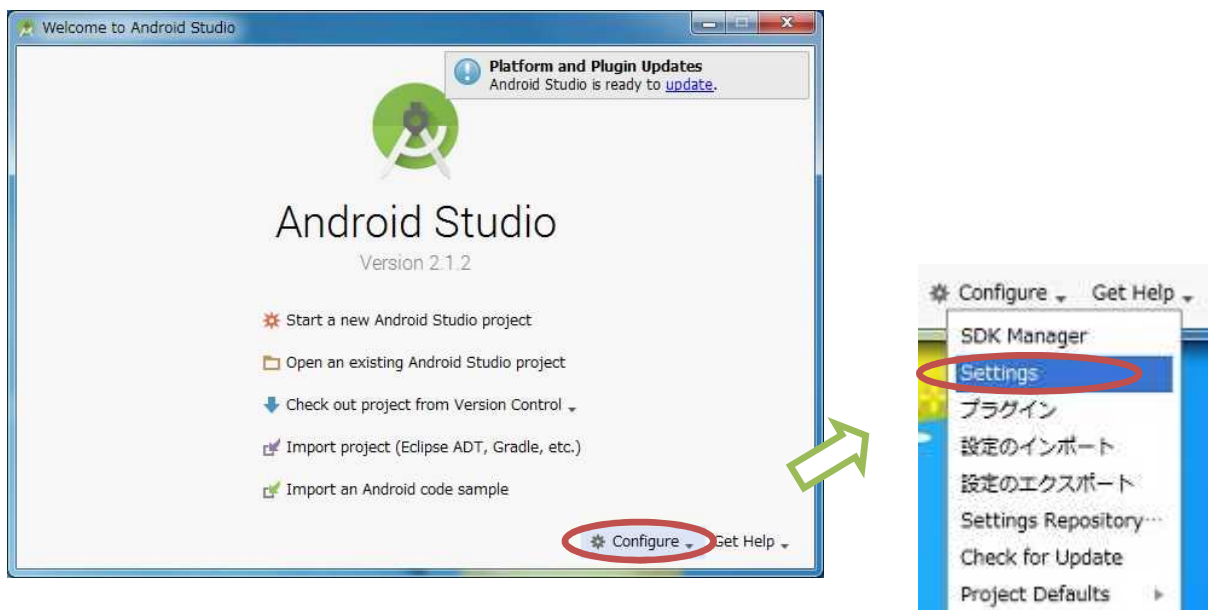 Welcome to Android Studio
Platform and Plugin Updates
Android Studio is ready to update.
Android Studio
Version 2.1.2
Start a new Android Studio project
Open an existing Android Studio project
Check out project from Version Control
Import project (Eclipse ADT, Gradle, etc.)
Import an Android code sample
Configure Get Help
Configure Get Help
SDK Manager
Settings
プラグイン
設定のインポート
設定のエクスポート
Settings Repository…
Check for Update
Project Defaults